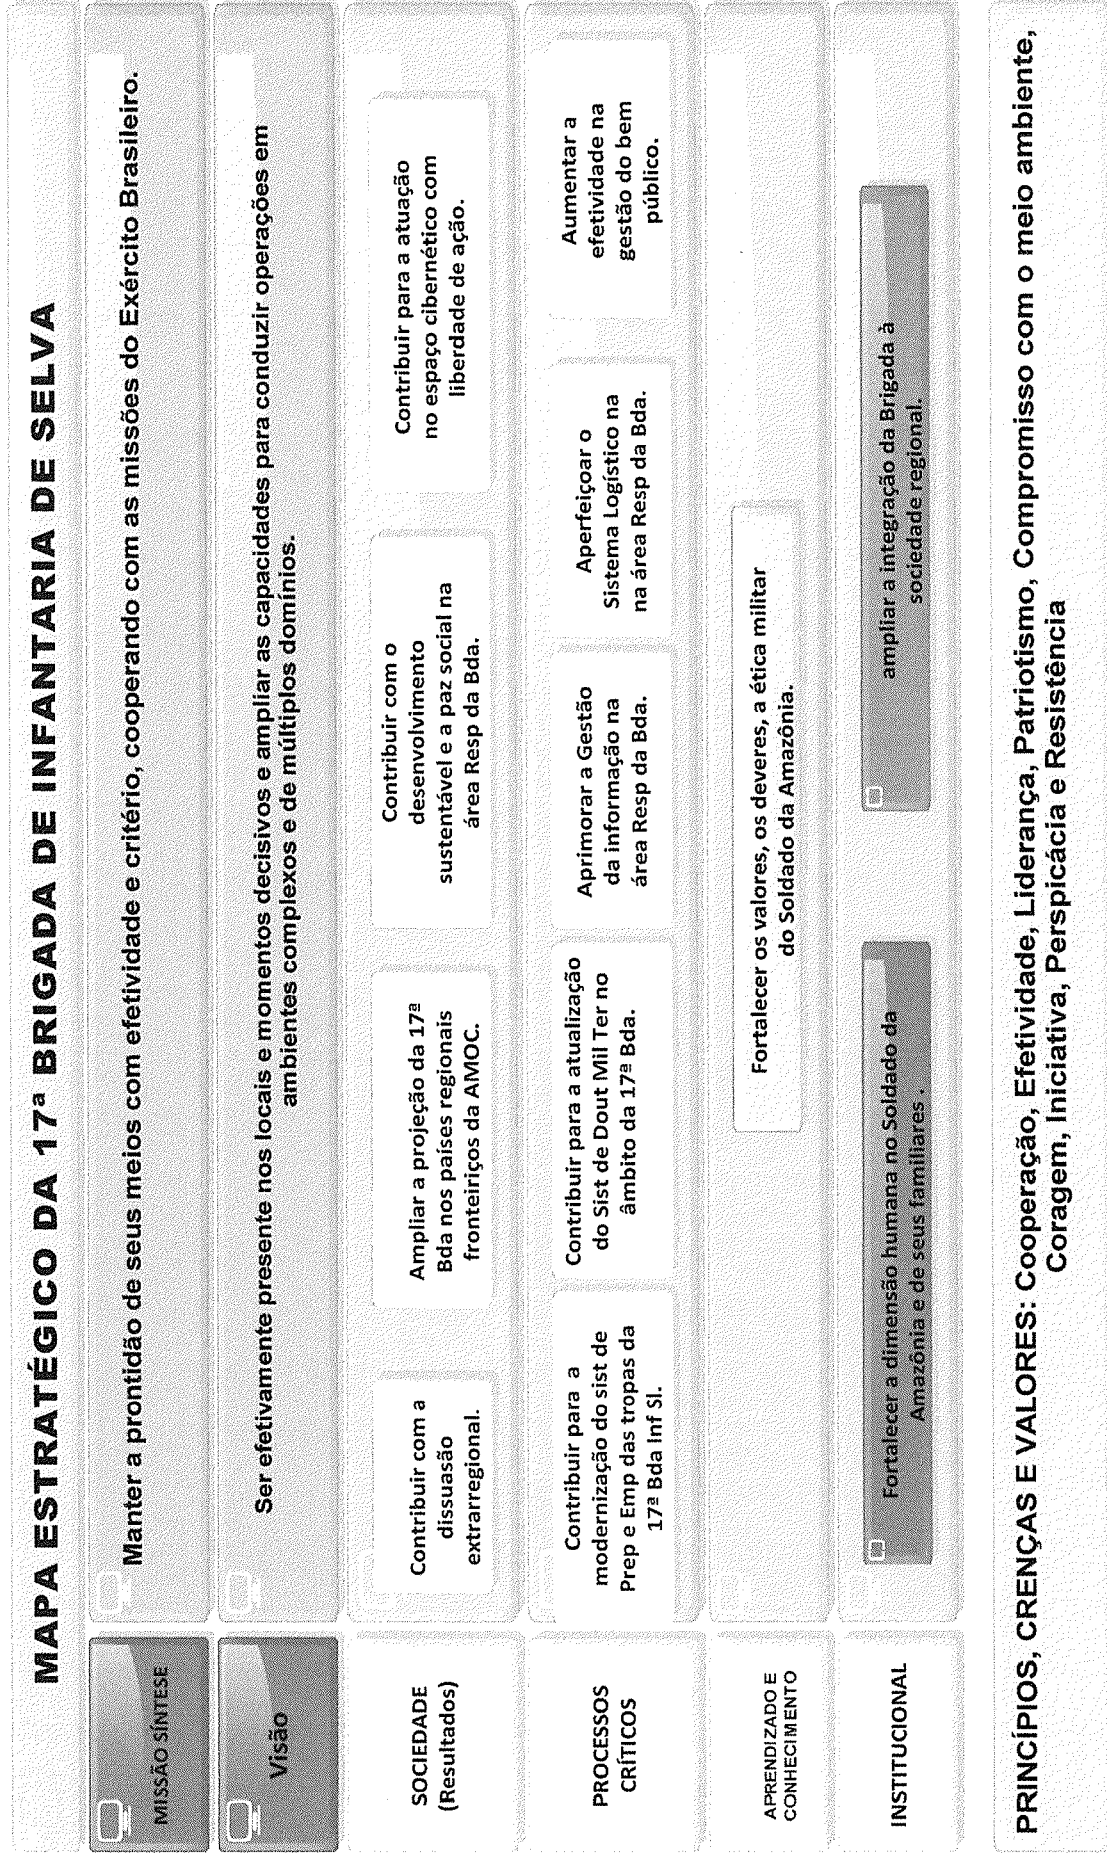 MAPA ESTRATÉGICO DA 17ª BRIGADA DE INFANTARIA DE SELVA
MISSÃO SÍNTESE
Manter a prontidão de seus meios com efetividade e critério, cooperando com as missões do Exército Brasileiro.
Visão
Ser efetivamente presente nos locais e momentos decisivos e ampliar as capacidades para conduzir operações em
ambientes complexos e de múltiplos domínios.
SOCIEDADE
(Resultados)
Contribuir com a
dissuasão
extrarregional.
Ampliar a projeção da 17ª
Bda nos países regionais
fronteiriços da AMOC.
Contribuir com o
desenvolvimento
sustentável e a paz social na
área Resp da Bda.
Contribuir para a atuação
no espaço cibernético com
liberdade de ação.
PROCESSOS
CRÍTICOS
Contribuir para a
modernização do sist de
Prep e Emp das tropas da
17ª Bda Inf Sl.
Contribuir para a atualização
do Sist de Dout Mil Ter no
âmbito da 17ª Bda.
Aprimorar a Gestão
da informação na
área Resp da Bda.
Aperfeiçoar o
Sistema Logístico na
na área Resp da Bda.
Aumentar a
efetividade na
gestão do bem
público.
APRENDIZADO E
CONHECIMENTO
Fortalecer os valores, os deveres, a ética militar
do Soldado da Amazônia.
INSTITUCIONAL
Fortalecer a dimensão humana no Soldado da
Amazônia e de seus familiares .
ampliar a integração da Brigada à
sociedade regional.
PRINCÍPIOS, CRENÇAS E VALORES: Cooperação, Efetividade, Liderança, Patriotismo, Compromisso com o meio ambiente,
Coragem, Iniciativa, Perspicácia e Resistência